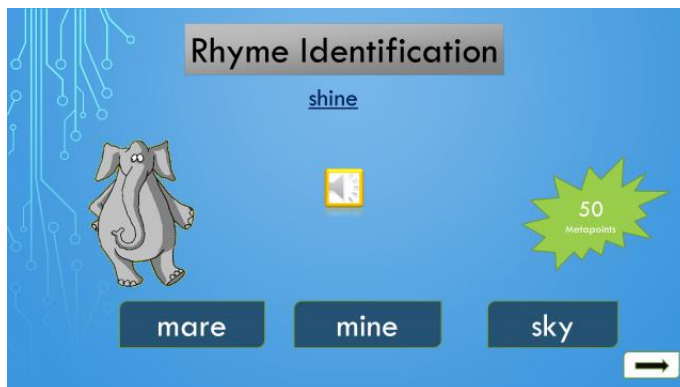 Rhyme Identification
shine
50
Metapoints
mare
mine
sky